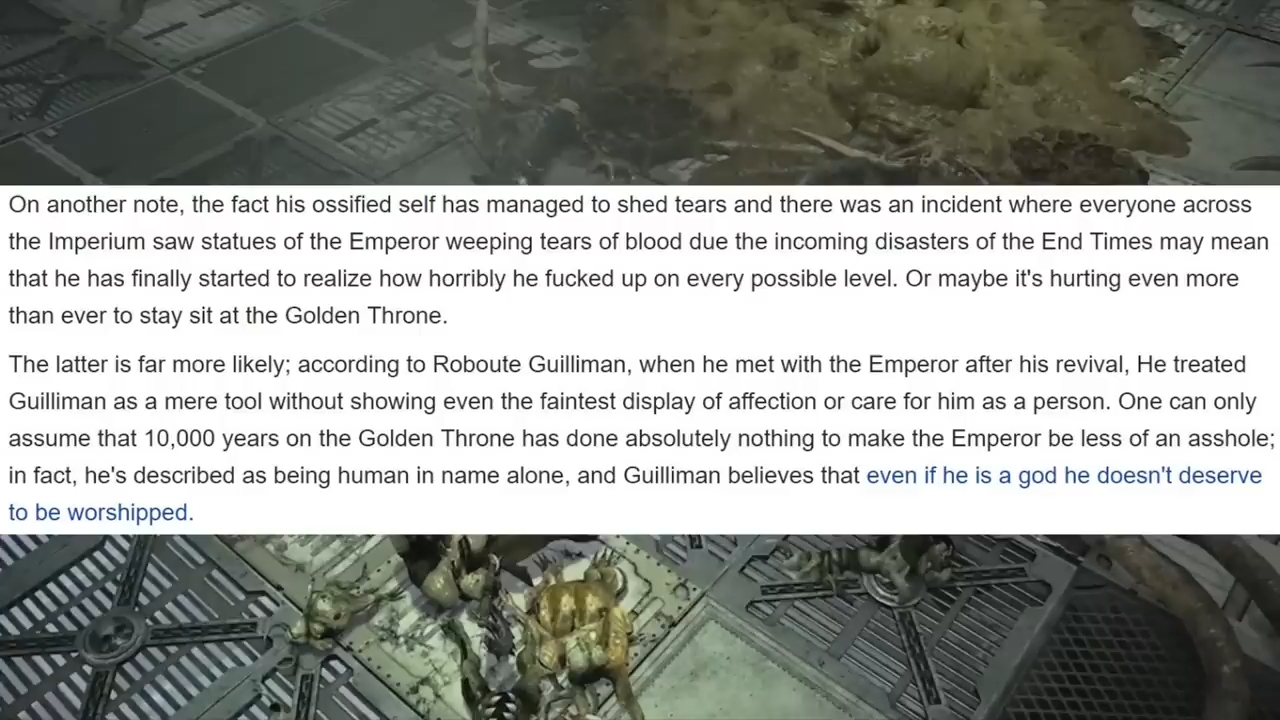 On another note, the fact his ossified self has managed to shed tears and there was an incident where everyone across
the Imperium saw statues of the Emperor weeping tears of blood due the incoming disasters of the End Times may mean
that he has finally started to realize how horribly he fucked up on every possible level. Or maybe it's hurting even more
than ever to stay sit at the Golden Throne.
The latter is far more likely; according to Roboute Guilliman, when he met with the Emperor after his revival, He treated
Guilliman as a mere tool without showing even the faintest display of affection or care for him as a person. One can only
assume that 10,000 years on the Golden Throne has done absolutely nothing to make the Emperor be less of an asshole;
in fact, he's described as being human in name alone, and Guilliman believes that even if he is a god he doesn't deserve
to be worshipped.